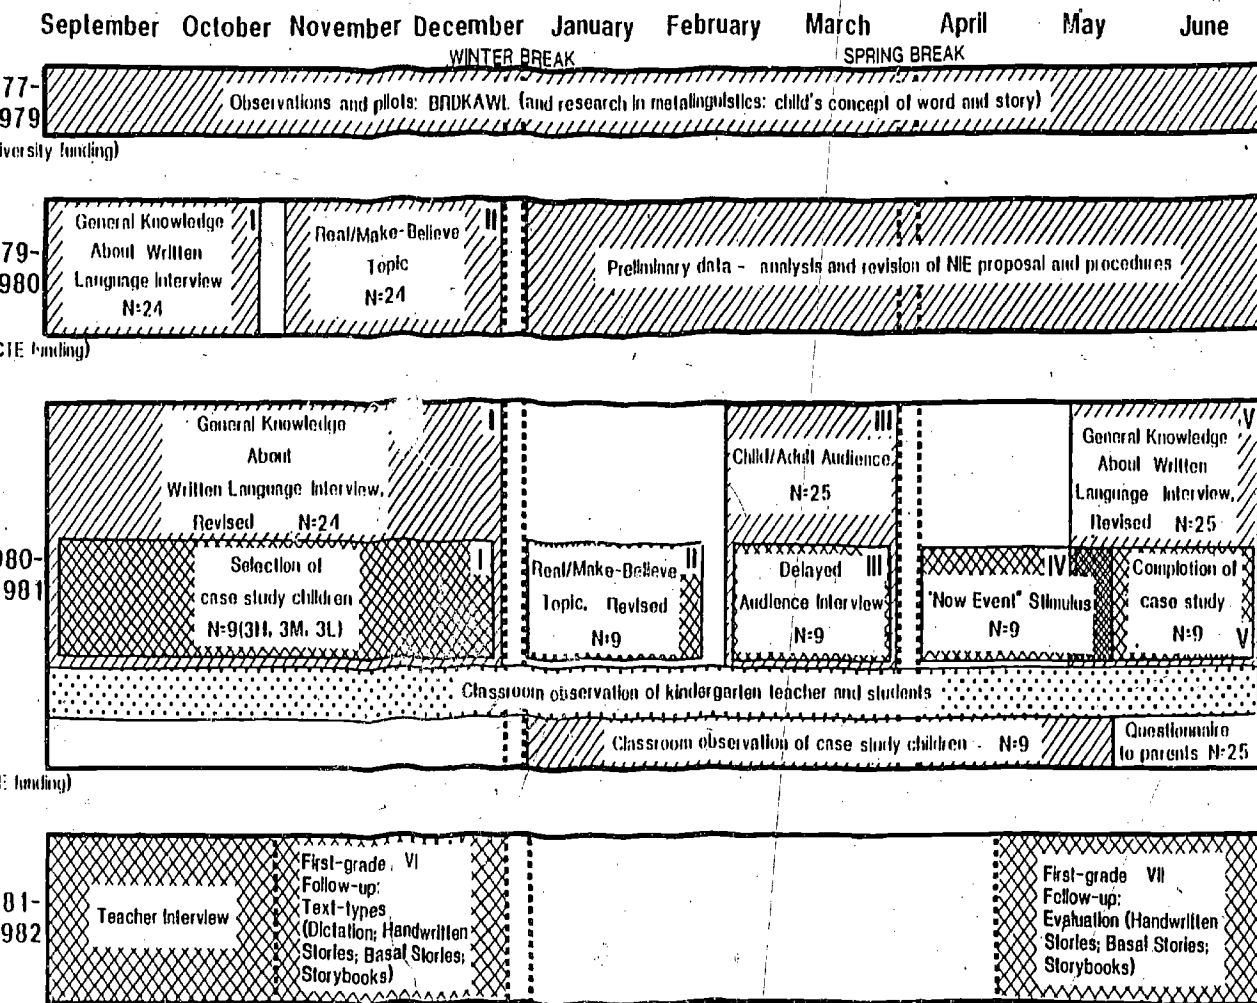 September October November December January February March April May June
WINTER BREAK SPRING BREAK
77-
979
Observations and pilots: BRDKAWL (and research in metalinguistics: child's concept of word and story)
iversity funding)
79-
980
General Knowledge I
About Written
Language Interview
N=24
Real/Make-Believe II
Topic
N=24
Preliminary data - analysis and revision of NIE proposal and procedures
CTE funding)
80-
981
General Knowledge I
About
Written Language Interview,
Revised N=24
III
Child/Adult Audience
N=25
V
General Knowledge
About Written
Language Interview,
Revised N=25
Selection of I
case study children
N=9(3H, 3M, 3L)
Real/Make-Believe II
Topic, Revised
N=9
Delayed III
Audience Interview
N=9
IV
"New Event" Stimulus
N=9
Completion of
case study
N=9 V
Classroom observation of kindergarten teacher and students
Classroom observation of case study children - N=9
Questionnaire
to parents N=25
E funding)
81-
982
Teacher Interview
First-grade VI
Follow-up:
Text-types
(Dictation; Handwritten
Stories; Basal Stories;
Storybooks)
First-grade VII
Follow-up:
Evaluation (Handwritten
Stories; Basal Stories;
Storybooks)